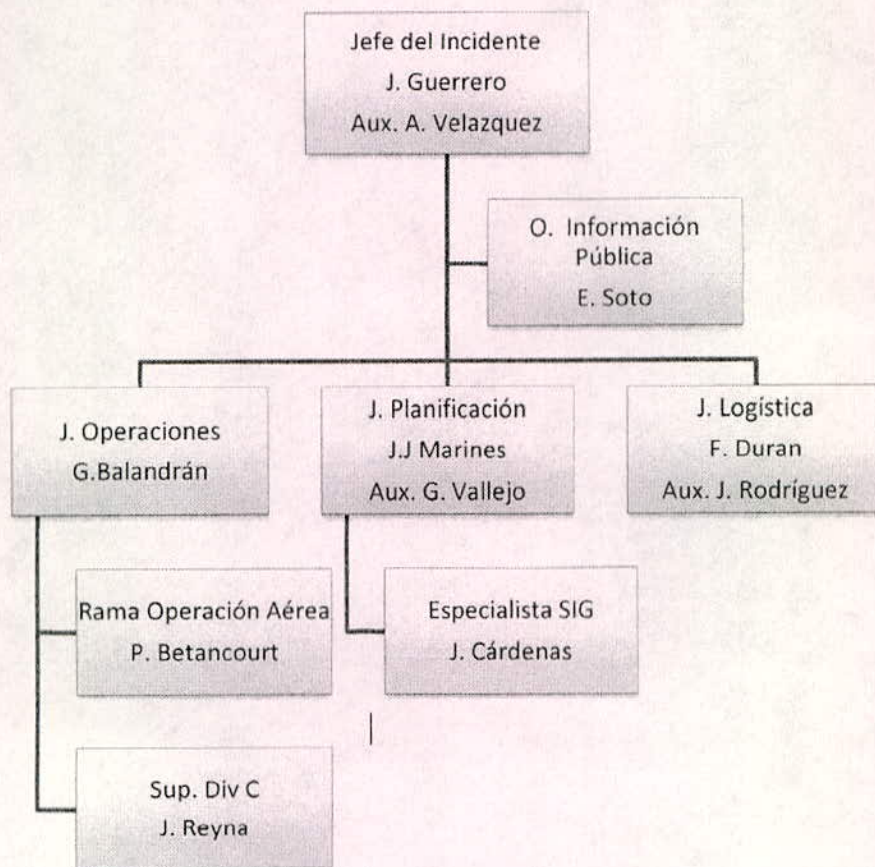 Jefe del Incidente
J. Guerrero
Aux. A. Velazquez
O. Información
Pública
E. Soto
J. Operaciones
G.Balandrán
J. Planificación
J.J Marines
Aux. G. Vallejo
J. Logística
F. Duran
Aux. J. Rodríguez
Rama Operación Aérea
P. Betancourt
Especialista SIG
J. Cárdenas
Sup. Div C
J. Reyna